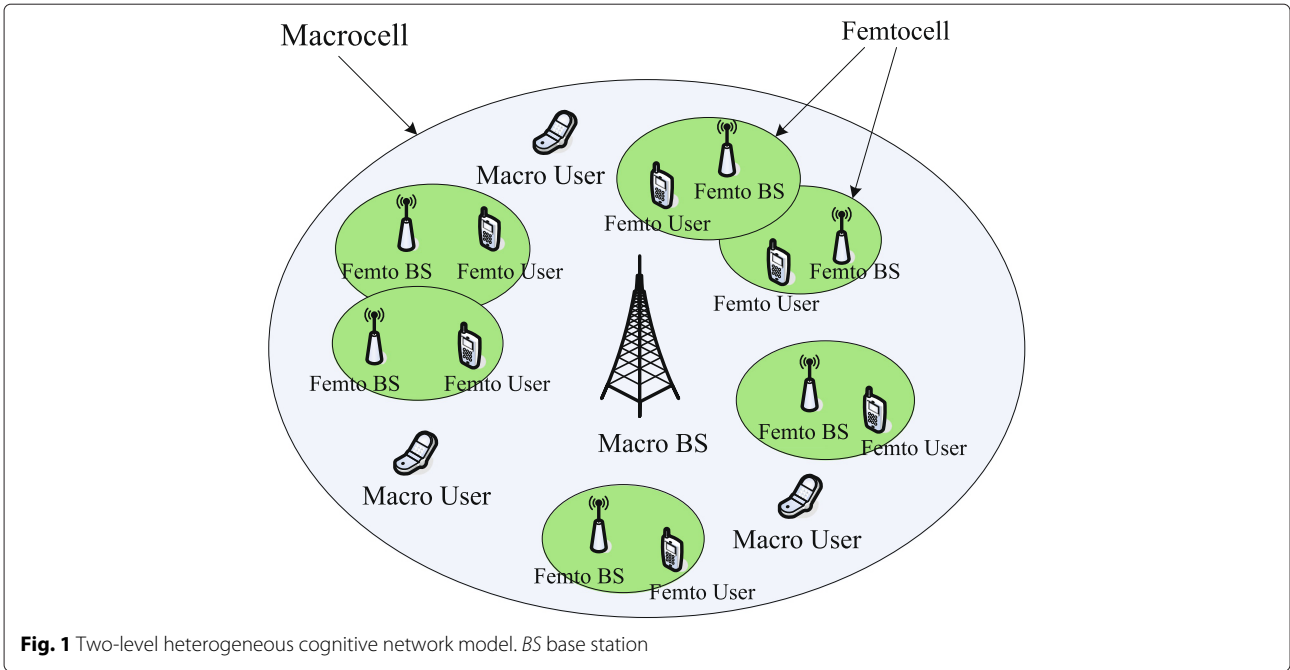 Macrocell
Femtocell
Macro User
Femto BS
Femto User
Femto BS
Femto User
Femto BS
Femto User
Femto BS
Femto User
Macro BS
Femto BS
Femto User
Macro User
Macro User
Femto BS
Femto User
Fig. 1 Two-level heterogeneous cognitive network model. BS base station